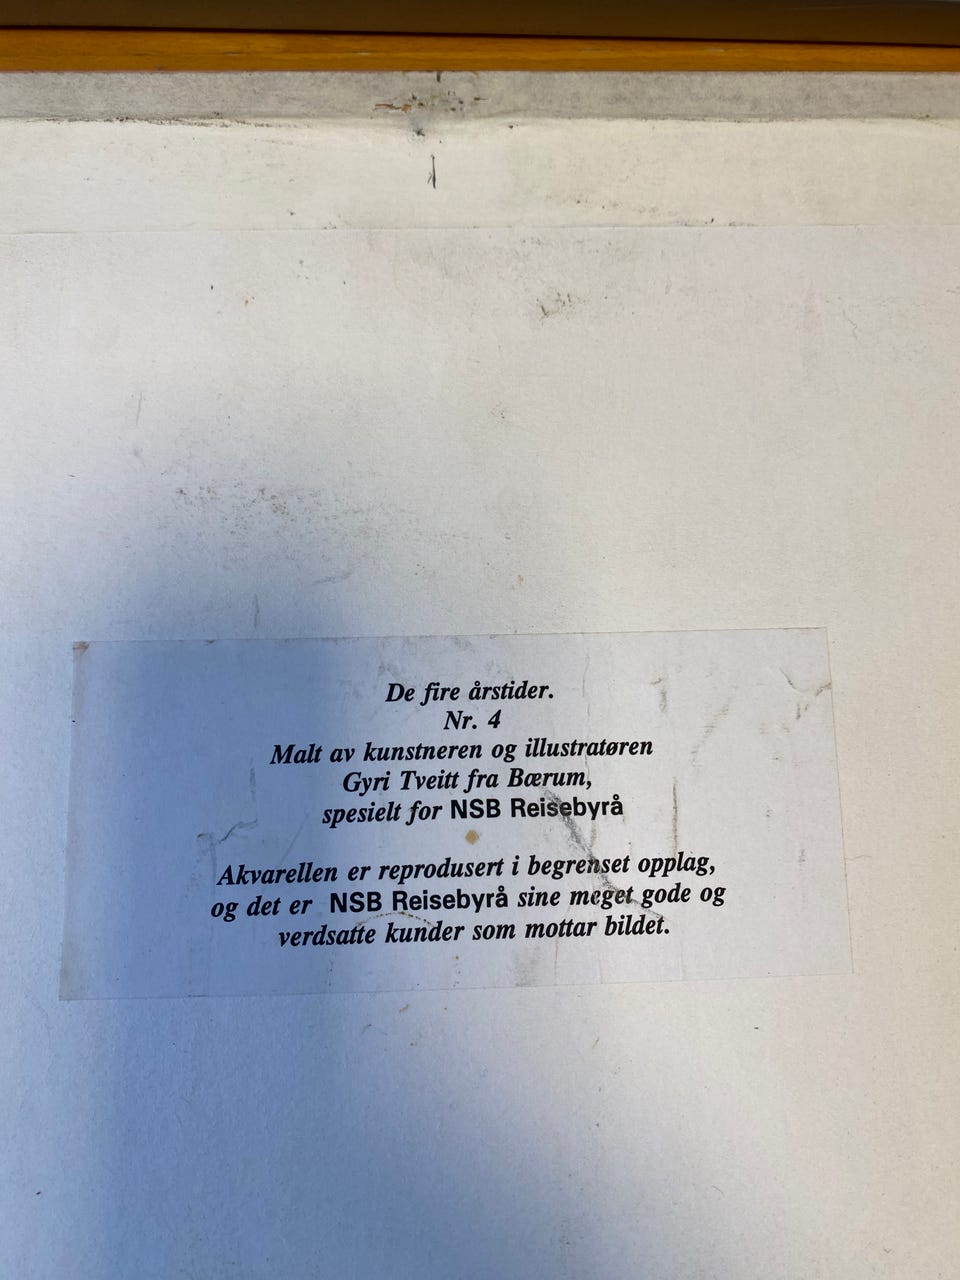 De fire årstider.
Nr. 4
Malt av kunstneren og illustratøren
Gyri Tveitt fra Bærum,
spesielt for NSB Reisebyrå
Akvarellen er reprodusert i begrenset opplag,
og det er NSB Reisebyrå sine meget gode og
verdsatte kunder som mottar bildet.